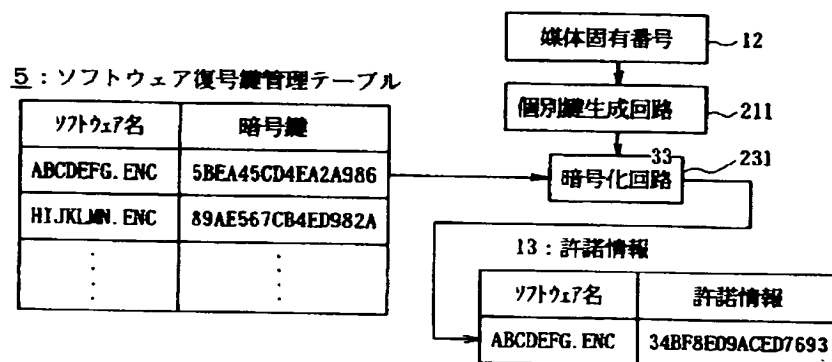 媒体固有番号
12
5：ソフトウェア復号鍵管理テーブル
個別鍵生成回路
211
ソフトウェア名 暗号鍵
33
231
ABCDEFG.ENC 5BEA45CD4EA2A986
暗号化回路
HIJKLMN.ENC 89AE567CB4ED982A
13：許諾情報
ソフトウェア名 許諾情報
ABCDEFG.ENC 34BF8E09ACED7693